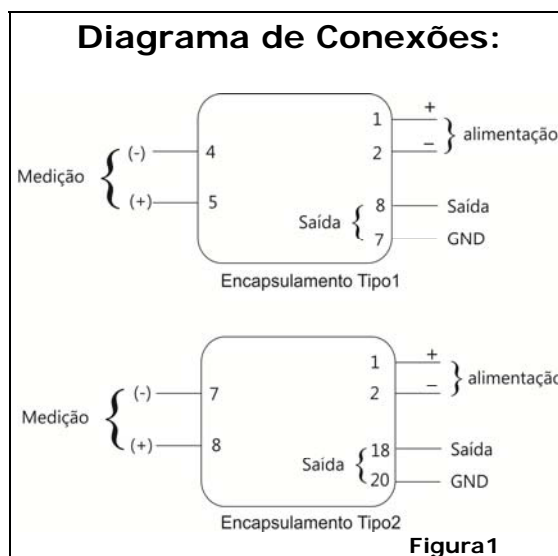 Diagrama de Conexões:
1 +
alimentação
2 –
Medição
(-) 4
(+) 5
Saída
8 Saída
7 GND
Encapsulamento Tipo1
1 +
alimentação
2 –
Medição
(-) 7
(+) 8
Saída
18 Saída
20 GND
Encapsulamento Tipo2
Figura1